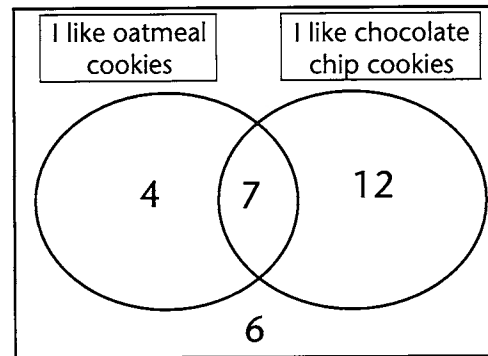 I like oatmeal
cookies
I like chocolate
chip cookies
4
7
12
6